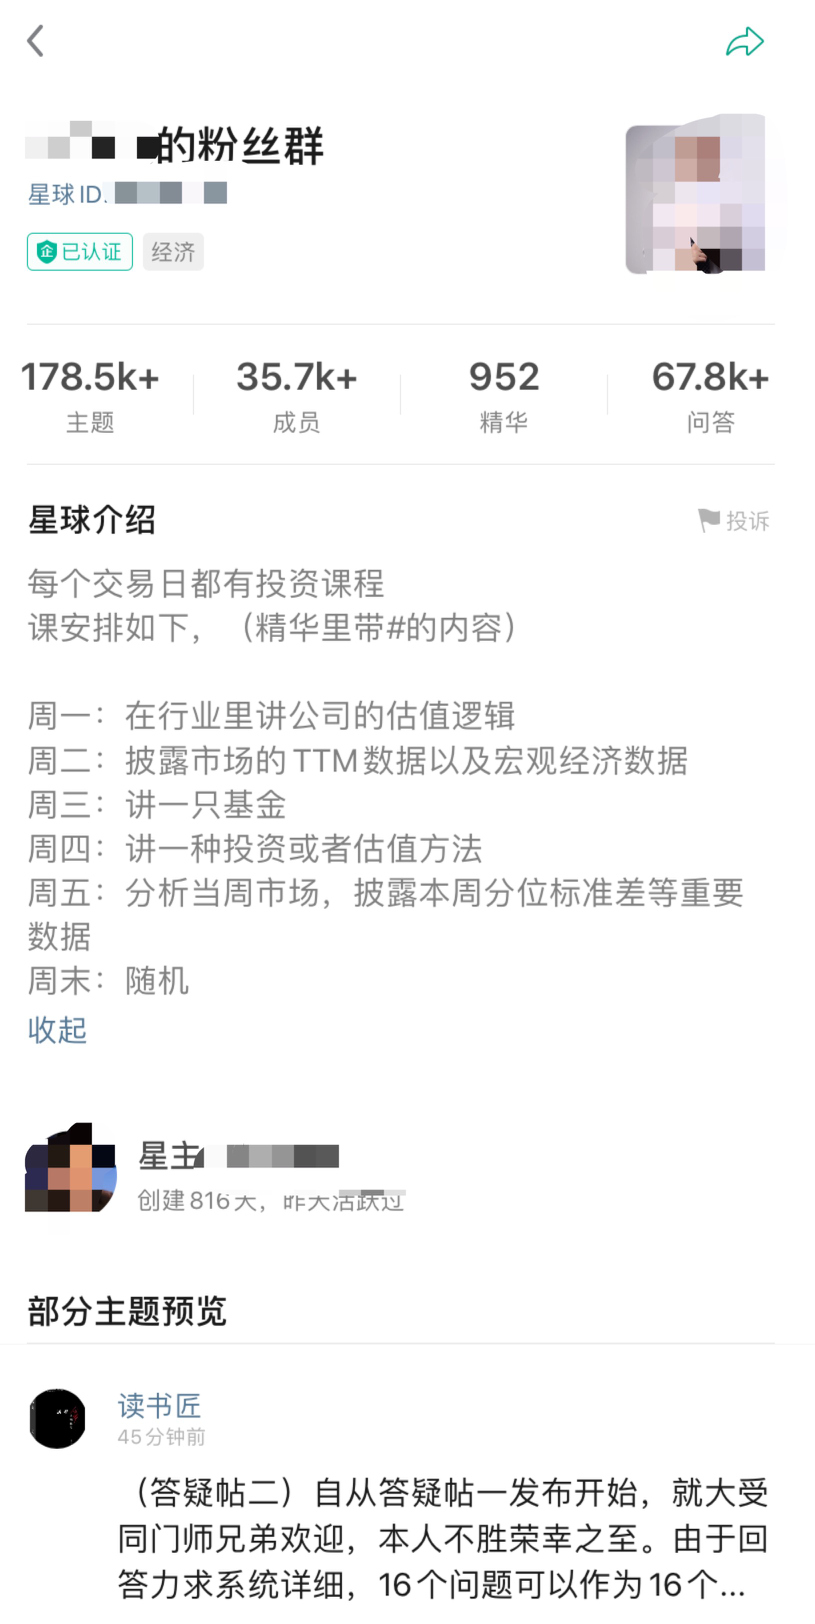 的粉丝群
星球ID.
企 已认证 经济
178.5k+ 35.7k+ 952 67.8k+
主题 成员 精华 问答
星球介绍 投诉
每个交易日都有投资课程
课安排如下，（精华里带#的内容）
周一：在行业里讲公司的估值逻辑
周二：披露市场的TTM数据以及宏观经济数据
周三：讲一只基金
周四：讲一种投资或者估值方法
周五：分析当周市场，披露本周分位标准差等重要
数据
周末：随机
收起
星主
创建816天，昨天活跃过
部分主题预览
读书匠
45分钟前
（答疑帖二）自从答疑帖一发布开始，就大受
同门师兄弟欢迎，本人不胜荣幸之至。由于回
答力求系统详细，16个问题可以作为16个...